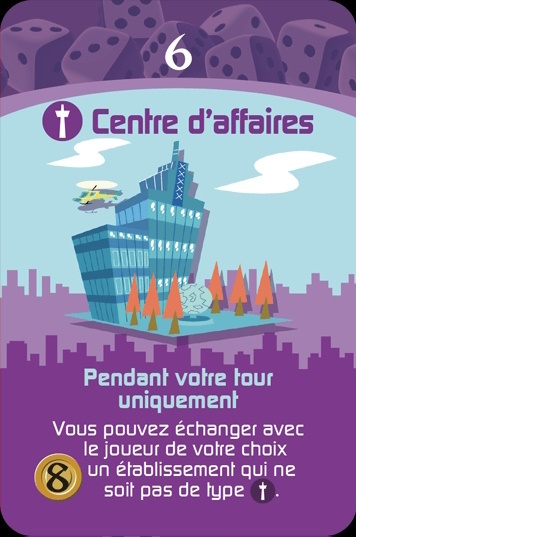 6
Centre d'affaires
Pendant votre tour
uniquement
Vous pouvez échanger avec
le joueur de votre choix
un établissement qui ne
soit pas de type .
8